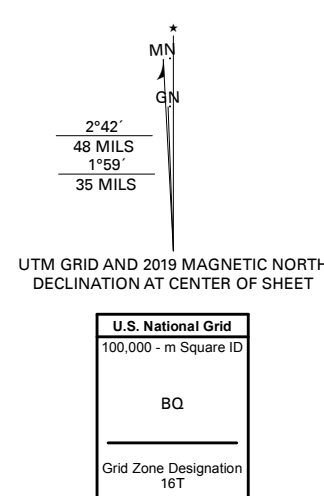 ★
MN
GN
2°42´
48 MILS
1°59´
35 MILS
UTM GRID AND 2019 MAGNETIC NORTH
DECLINATION AT CENTER OF SHEET
U.S. National Grid
100,000 - m Square ID
BQ
Grid Zone Designation
16T